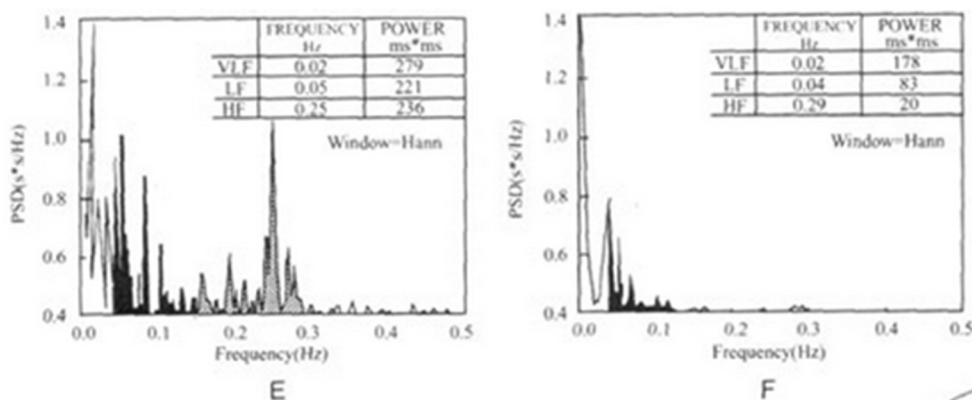 1.4
1.2
1.0
0.8
0.6
0.4
PSD(s*s/Hz)
FREQUENCY Hz POWER ms*ms
VLF 0.02 279
LF 0.05 221
HF 0.25 236
Window=Hann
0.0 0.1 0.2 0.3 0.4 0.5
Frequency(Hz)
E
1.4
1.2
1.0
0.8
0.6
0.4
PSD(s*s/Hz)
FREQUENCY Hz POWER ms*ms
VLF 0.02 178
LF 0.04 83
HF 0.29 20
Window=Hann
0.0 0.1 0.2 0.3 0.4 0.5
Frequency(Hz)
F